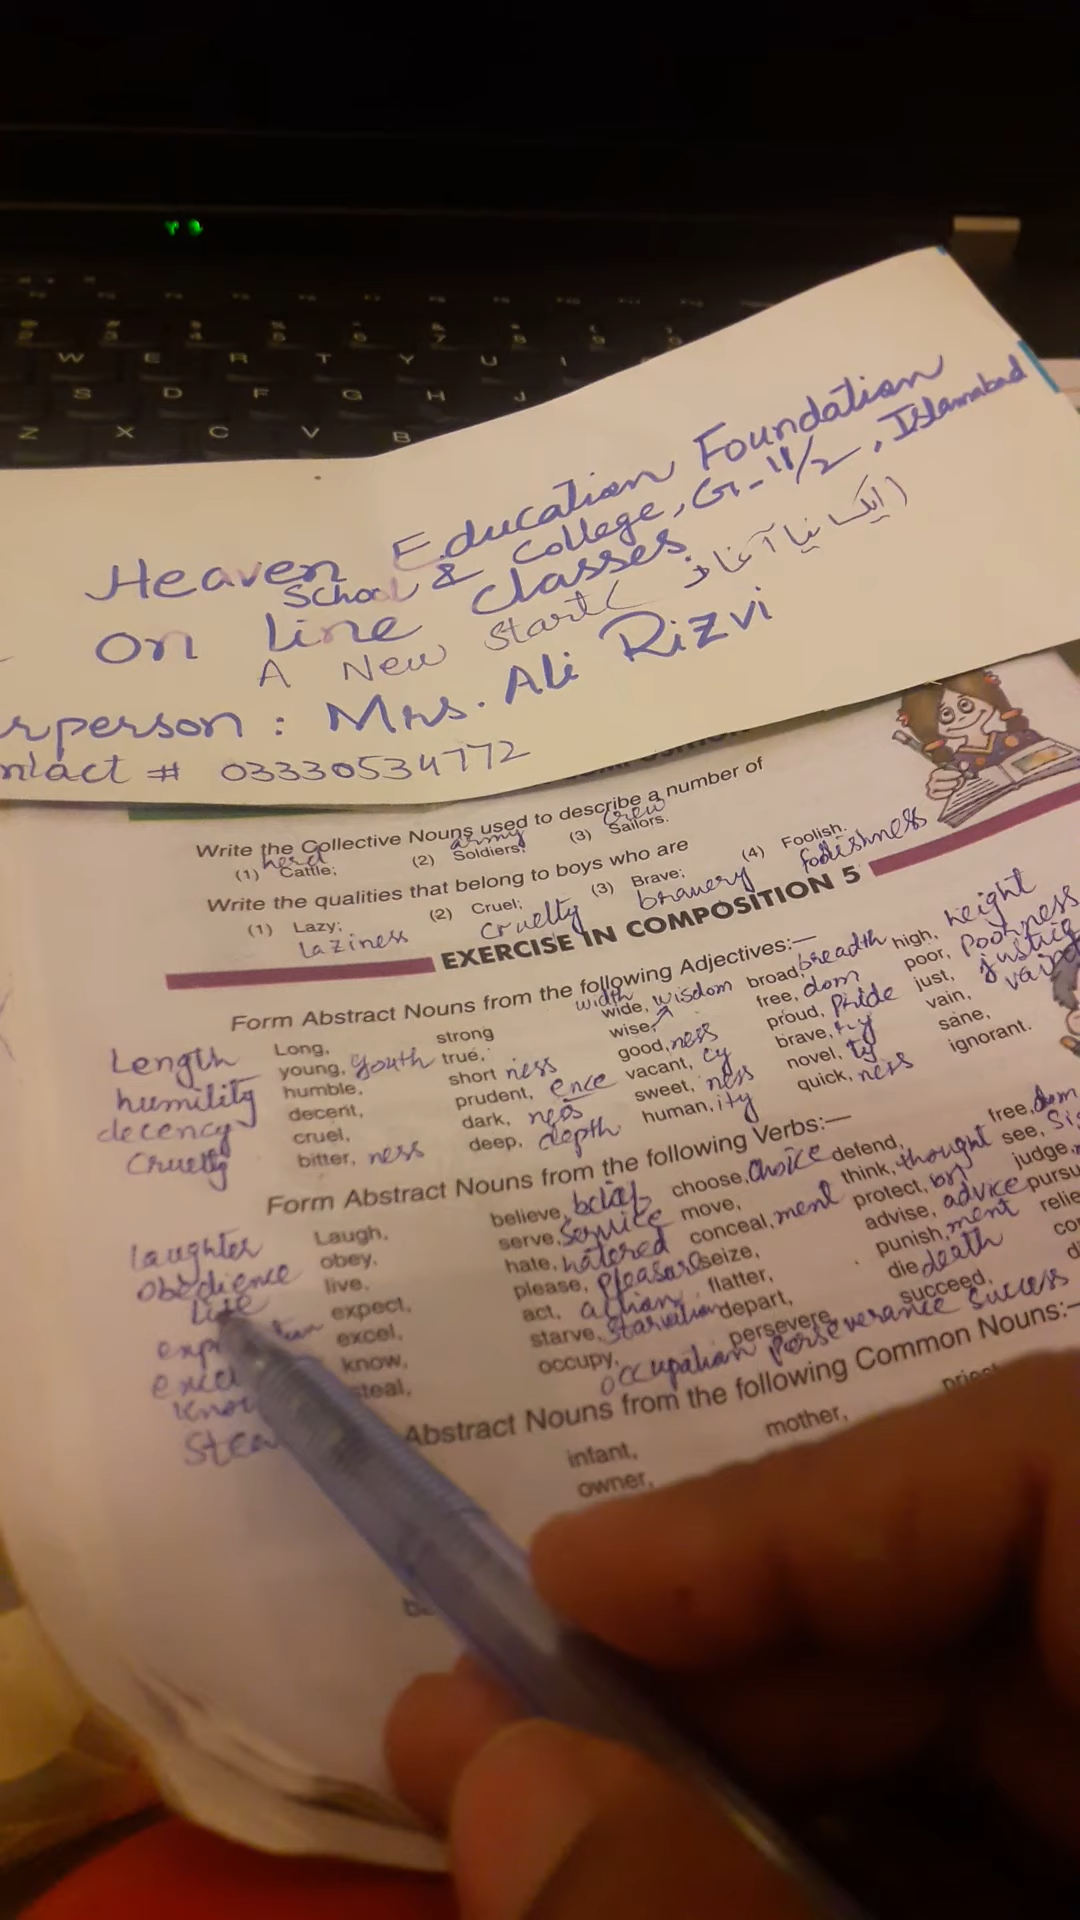 W E R T Y U I
S D F G H J
Z X C V B
Heaven Education Foundation
School & College, G-11/2, Islamabad
On Line Classes.
A New Start (ایک نیا آغاز)
rperson : Mrs. Ali Rizvi
ntact # 03330534772
Write the Collective Nouns used to describe a number of
herd army crew
(1) Cattle; (2) Soldiers; (3) Sailors.
Write the qualities that belong to boys who are
(1) Lazy; (2) Cruel; (3) Brave; (4) Foolish.
laziness cruelty bravery foolishness
EXERCISE IN COMPOSITION 5
Form Abstract Nouns from the following Adjectives:—
Length Long, strong width wide, wisdom broad, breadth high, height
young, youth true, wise, free, dom poor, poorness
humility humble, short ness good, ness proud, Pride just, justice
decency decent, prudent, ence vacant, cy brave, ry vain,
Cruelty cruel, dark, ness sweet, ness novel, ty sane,
bitter, ness deep, depth human, ity quick, ness ignorant.
Form Abstract Nouns from the following Verbs:—
laughter Laugh, believe, belief choose, choice defend, free, dom
obedience obey, serve, service move, think, thought see,
life live, hate, hatered conceal, ment protect, on judge,
expect, please, pleasure seize, advise, advice pursu
excel, act, action flatter, punish, ment relie
know, starve, starvation depart, die death
steal, occupy, occupation persevere, perseverance succeed, success
Abstract Nouns from the following Common Nouns:—
infant, mother,
owner,